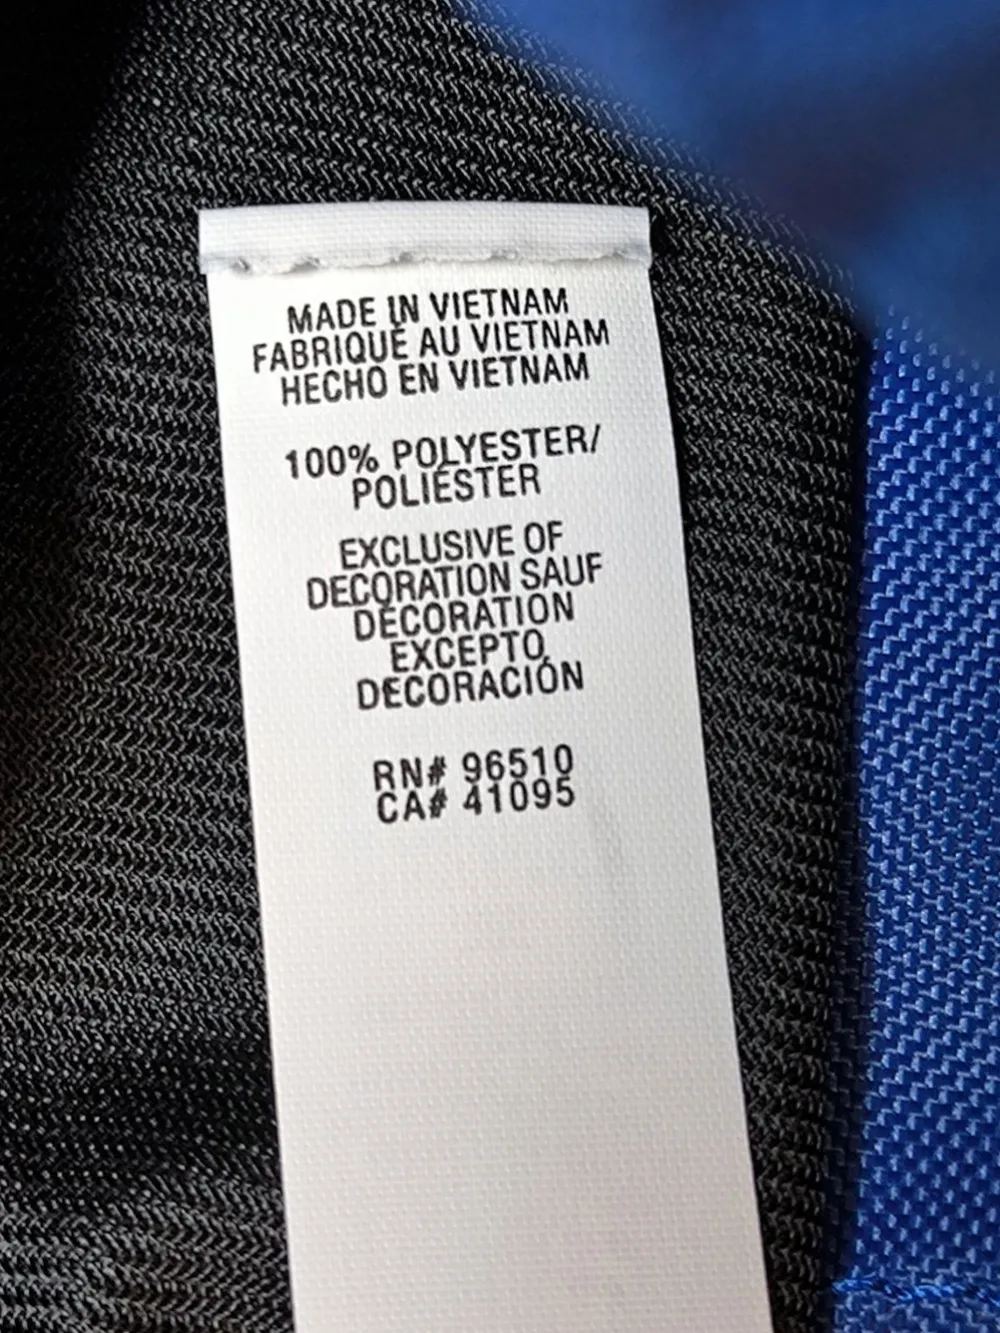 MADE IN VIETNAM
FABRIQUÉ AU VIETNAM
HECHO EN VIETNAM
100% POLYESTER/
POLIÉSTER
EXCLUSIVE OF
DECORATION SAUF
DÉCORATION
EXCEPTO
DECORACIÓN
RN# 96510
CA# 41095